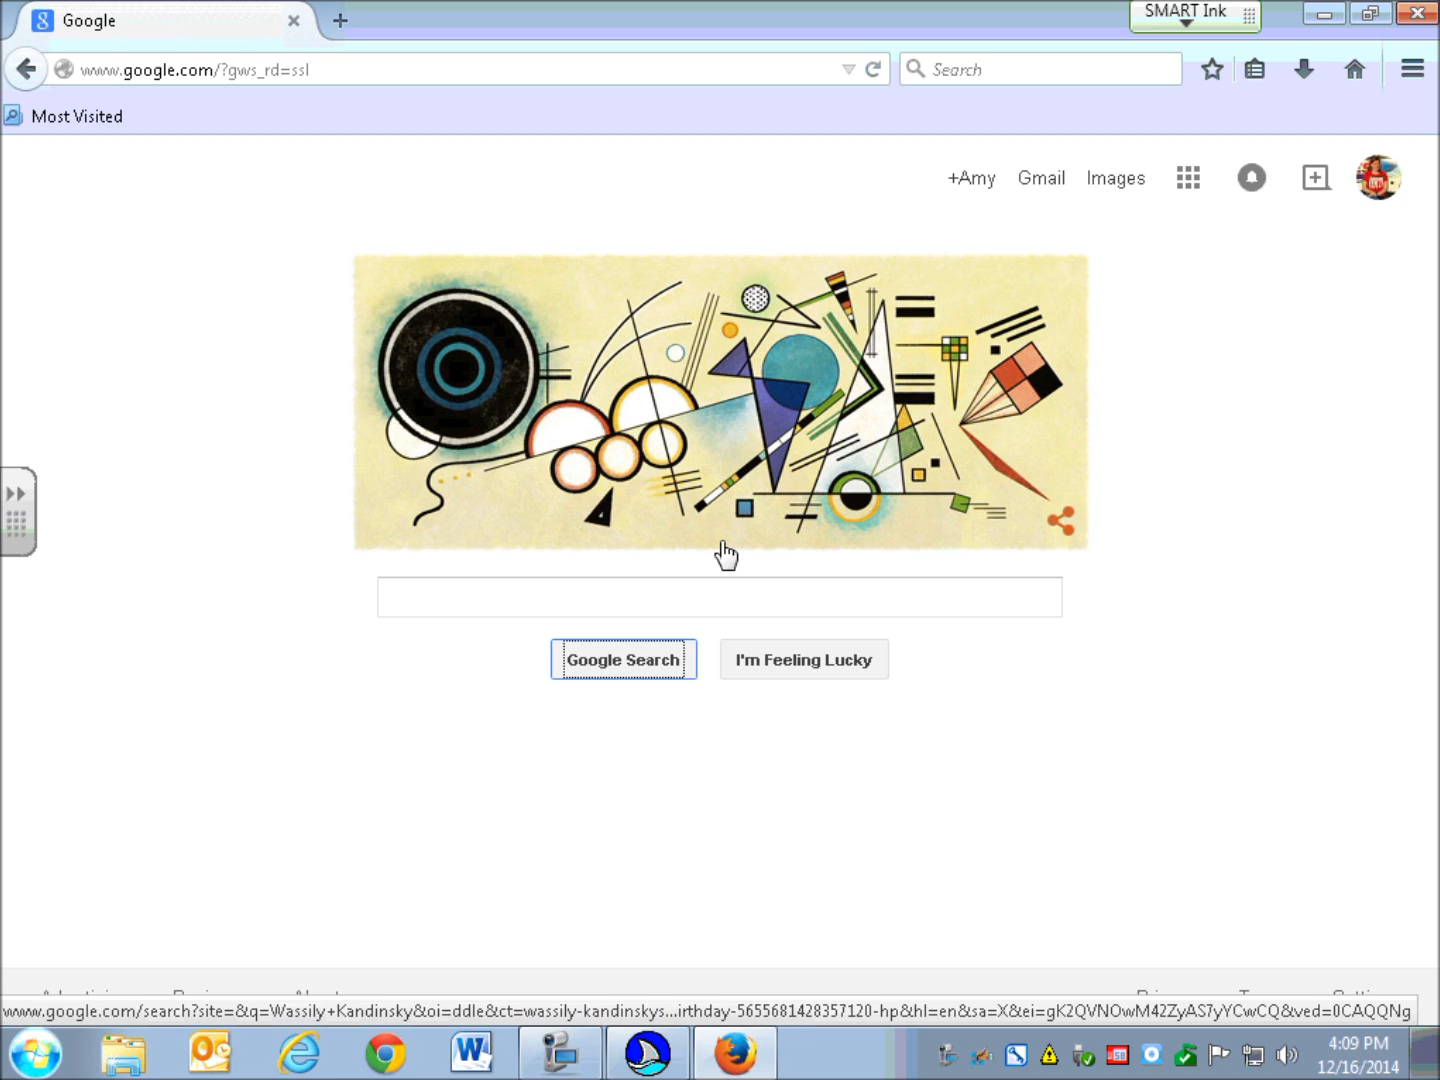 Google
SMART Ink
www.google.com/?gws_rd=ssl
Search
Most Visited
+Amy Gmail Images
Google Search
I'm Feeling Lucky
www.google.com/search?site=&q=Wassily+Kandinsky&oi=ddle&ct=wassily-kandinskys...irthday-5655681428357120-hp&hl=en&sa=X&ei=gK2QVNOwM42ZyAS7yYCwCQ&ved=0CAQQNg
4:09 PM
12/16/2014